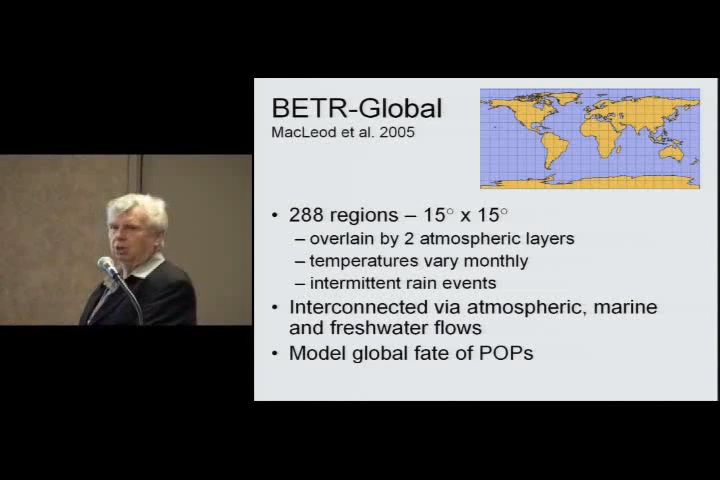 BETR-Global
MacLeod et al. 2005
• 288 regions – 15° x 15°
– overlain by 2 atmospheric layers
– temperatures vary monthly
– intermittent rain events
• Interconnected via atmospheric, marine
and freshwater flows
• Model global fate of POPs